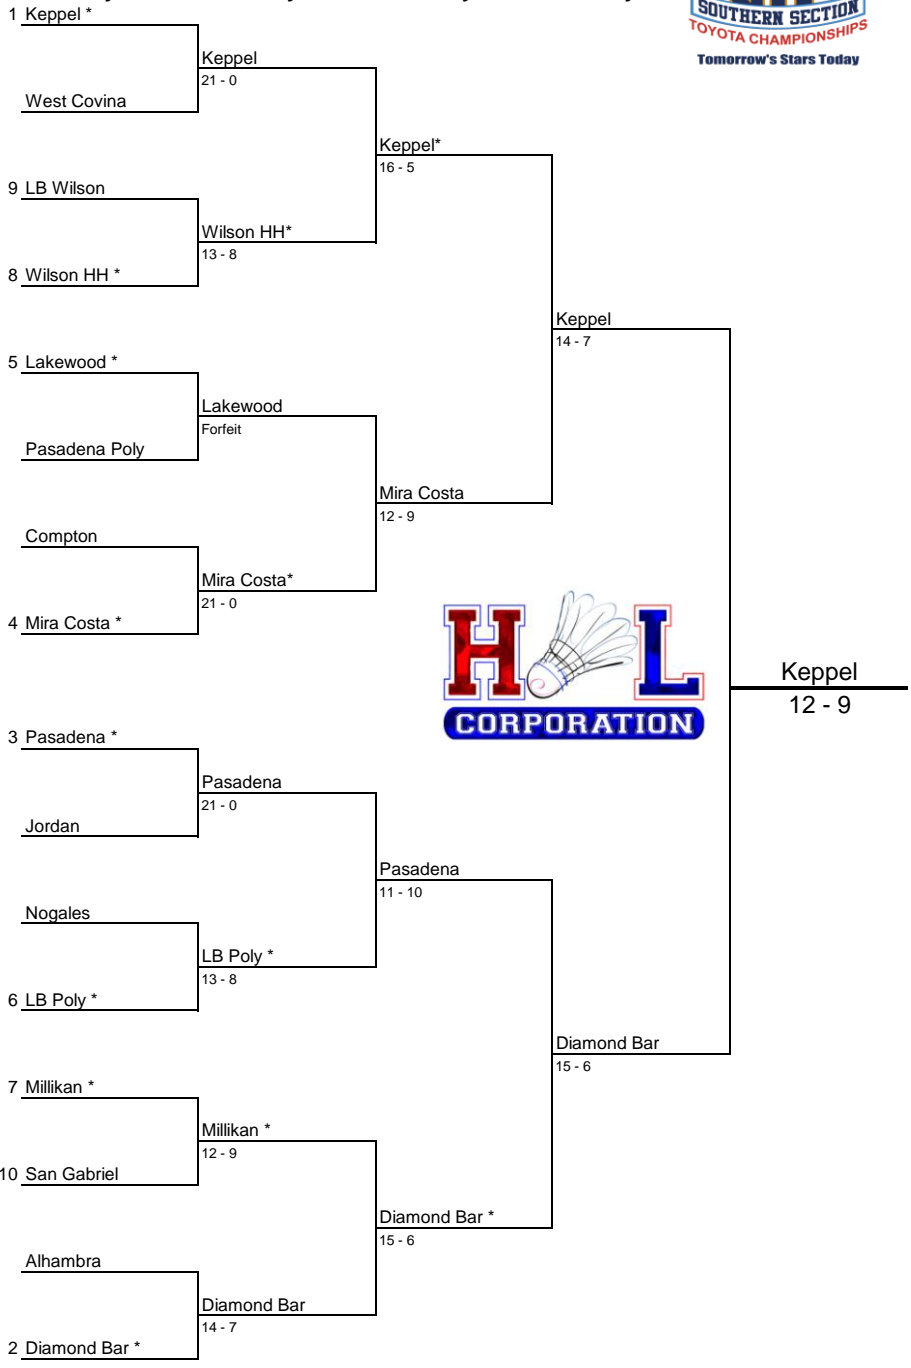 SOUTHERN SECTION
TOYOTA CHAMPIONSHIPS
Tomorrow's Stars Today
1 Keppel *
Keppel
21 - 0
West Covina
Keppel*
16 - 5
9 LB Wilson
Wilson HH*
13 - 8
8 Wilson HH *
Keppel
14 - 7
5 Lakewood *
Lakewood
Forfeit
Pasadena Poly
Mira Costa
12 - 9
Compton
Mira Costa*
21 - 0
4 Mira Costa *
H L
CORPORATION
Keppel
12 - 9
3 Pasadena *
Pasadena
21 - 0
Jordan
Pasadena
11 - 10
Nogales
LB Poly *
13 - 8
6 LB Poly *
Diamond Bar
15 - 6
7 Millikan *
Millikan *
12 - 9
10 San Gabriel
Diamond Bar *
15 - 6
Alhambra
Diamond Bar
14 - 7
2 Diamond Bar *